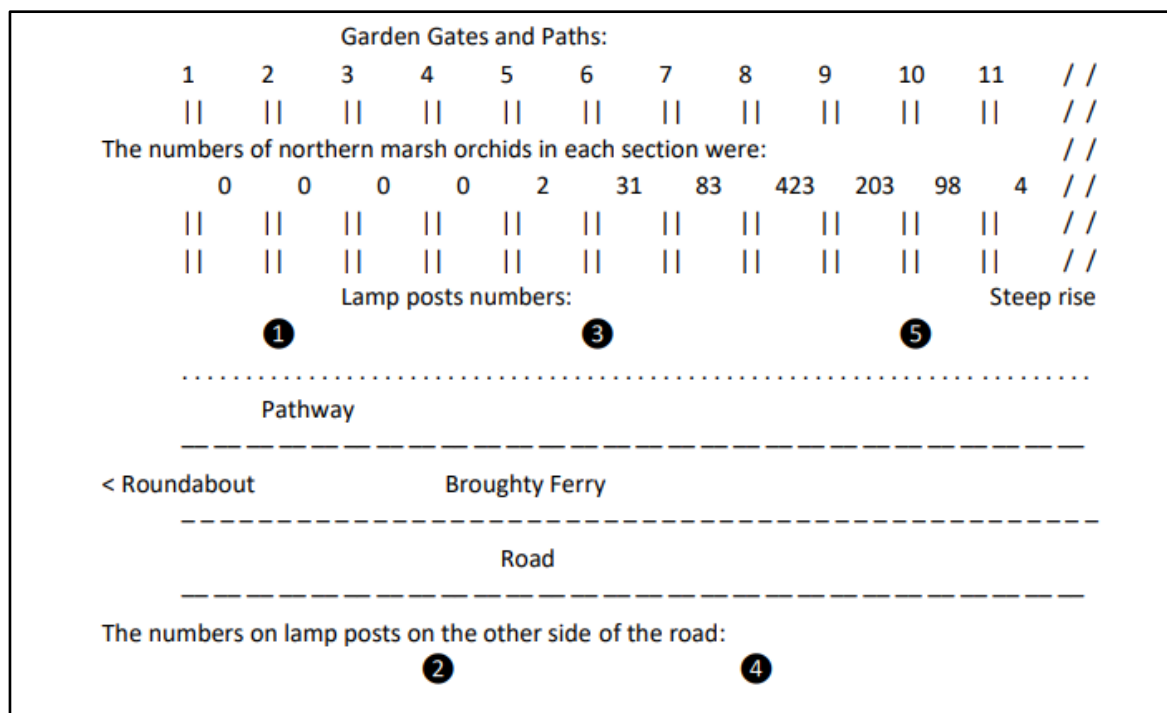 Garden Gates and Paths:
1 2 3 4 5 6 7 8 9 10 11 / /
|| || || || || || || || || || || / /
The numbers of northern marsh orchids in each section were: / /
0 0 0 0 2 31 83 423 203 98 4 / /
|| || || || || || || || || || || / /
|| || || || || || || || || || || / /
Lamp posts numbers: Steep rise
❶ ❸ ❺
Pathway
< Roundabout Broughty Ferry
Road
The numbers on lamp posts on the other side of the road:
❷ ❹